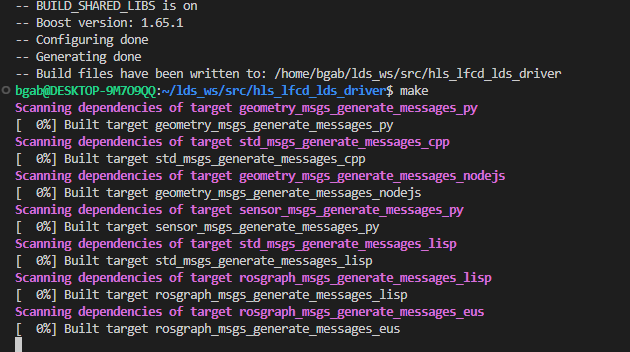 -- BUILD_SHARED_LIBS is on
-- Boost version: 1.65.1
-- Configuring done
-- Generating done
-- Build files have been written to: /home/bgab/lds_ws/src/hls_lfcd_lds_driver
bgab@DESKTOP-9M7O9QQ:~/lds_ws/src/hls_lfcd_lds_driver$ make
Scanning dependencies of target geometry_msgs_generate_messages_py
[  0%] Built target geometry_msgs_generate_messages_py
Scanning dependencies of target std_msgs_generate_messages_cpp
[  0%] Built target std_msgs_generate_messages_cpp
Scanning dependencies of target geometry_msgs_generate_messages_nodejs
[  0%] Built target geometry_msgs_generate_messages_nodejs
Scanning dependencies of target sensor_msgs_generate_messages_py
[  0%] Built target sensor_msgs_generate_messages_py
Scanning dependencies of target std_msgs_generate_messages_lisp
[  0%] Built target std_msgs_generate_messages_lisp
Scanning dependencies of target rosgraph_msgs_generate_messages_lisp
[  0%] Built target rosgraph_msgs_generate_messages_lisp
Scanning dependencies of target rosgraph_msgs_generate_messages_eus
[  0%] Built target rosgraph_msgs_generate_messages_eus